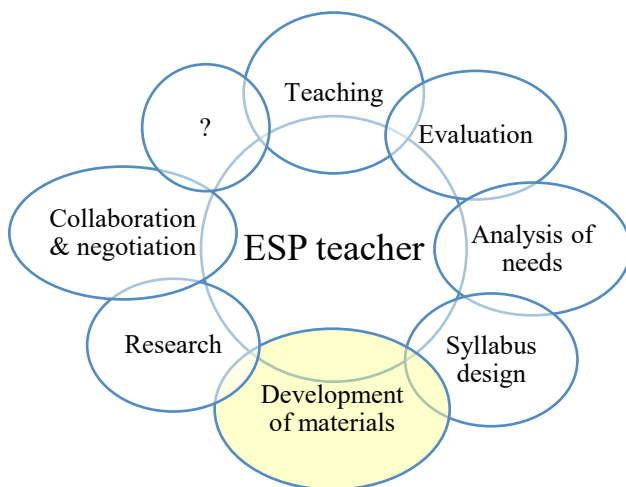 Teaching
?
Evaluation
Collaboration
& negotiation
ESP teacher
Analysis of
needs
Research
Syllabus
design
Development
of materials